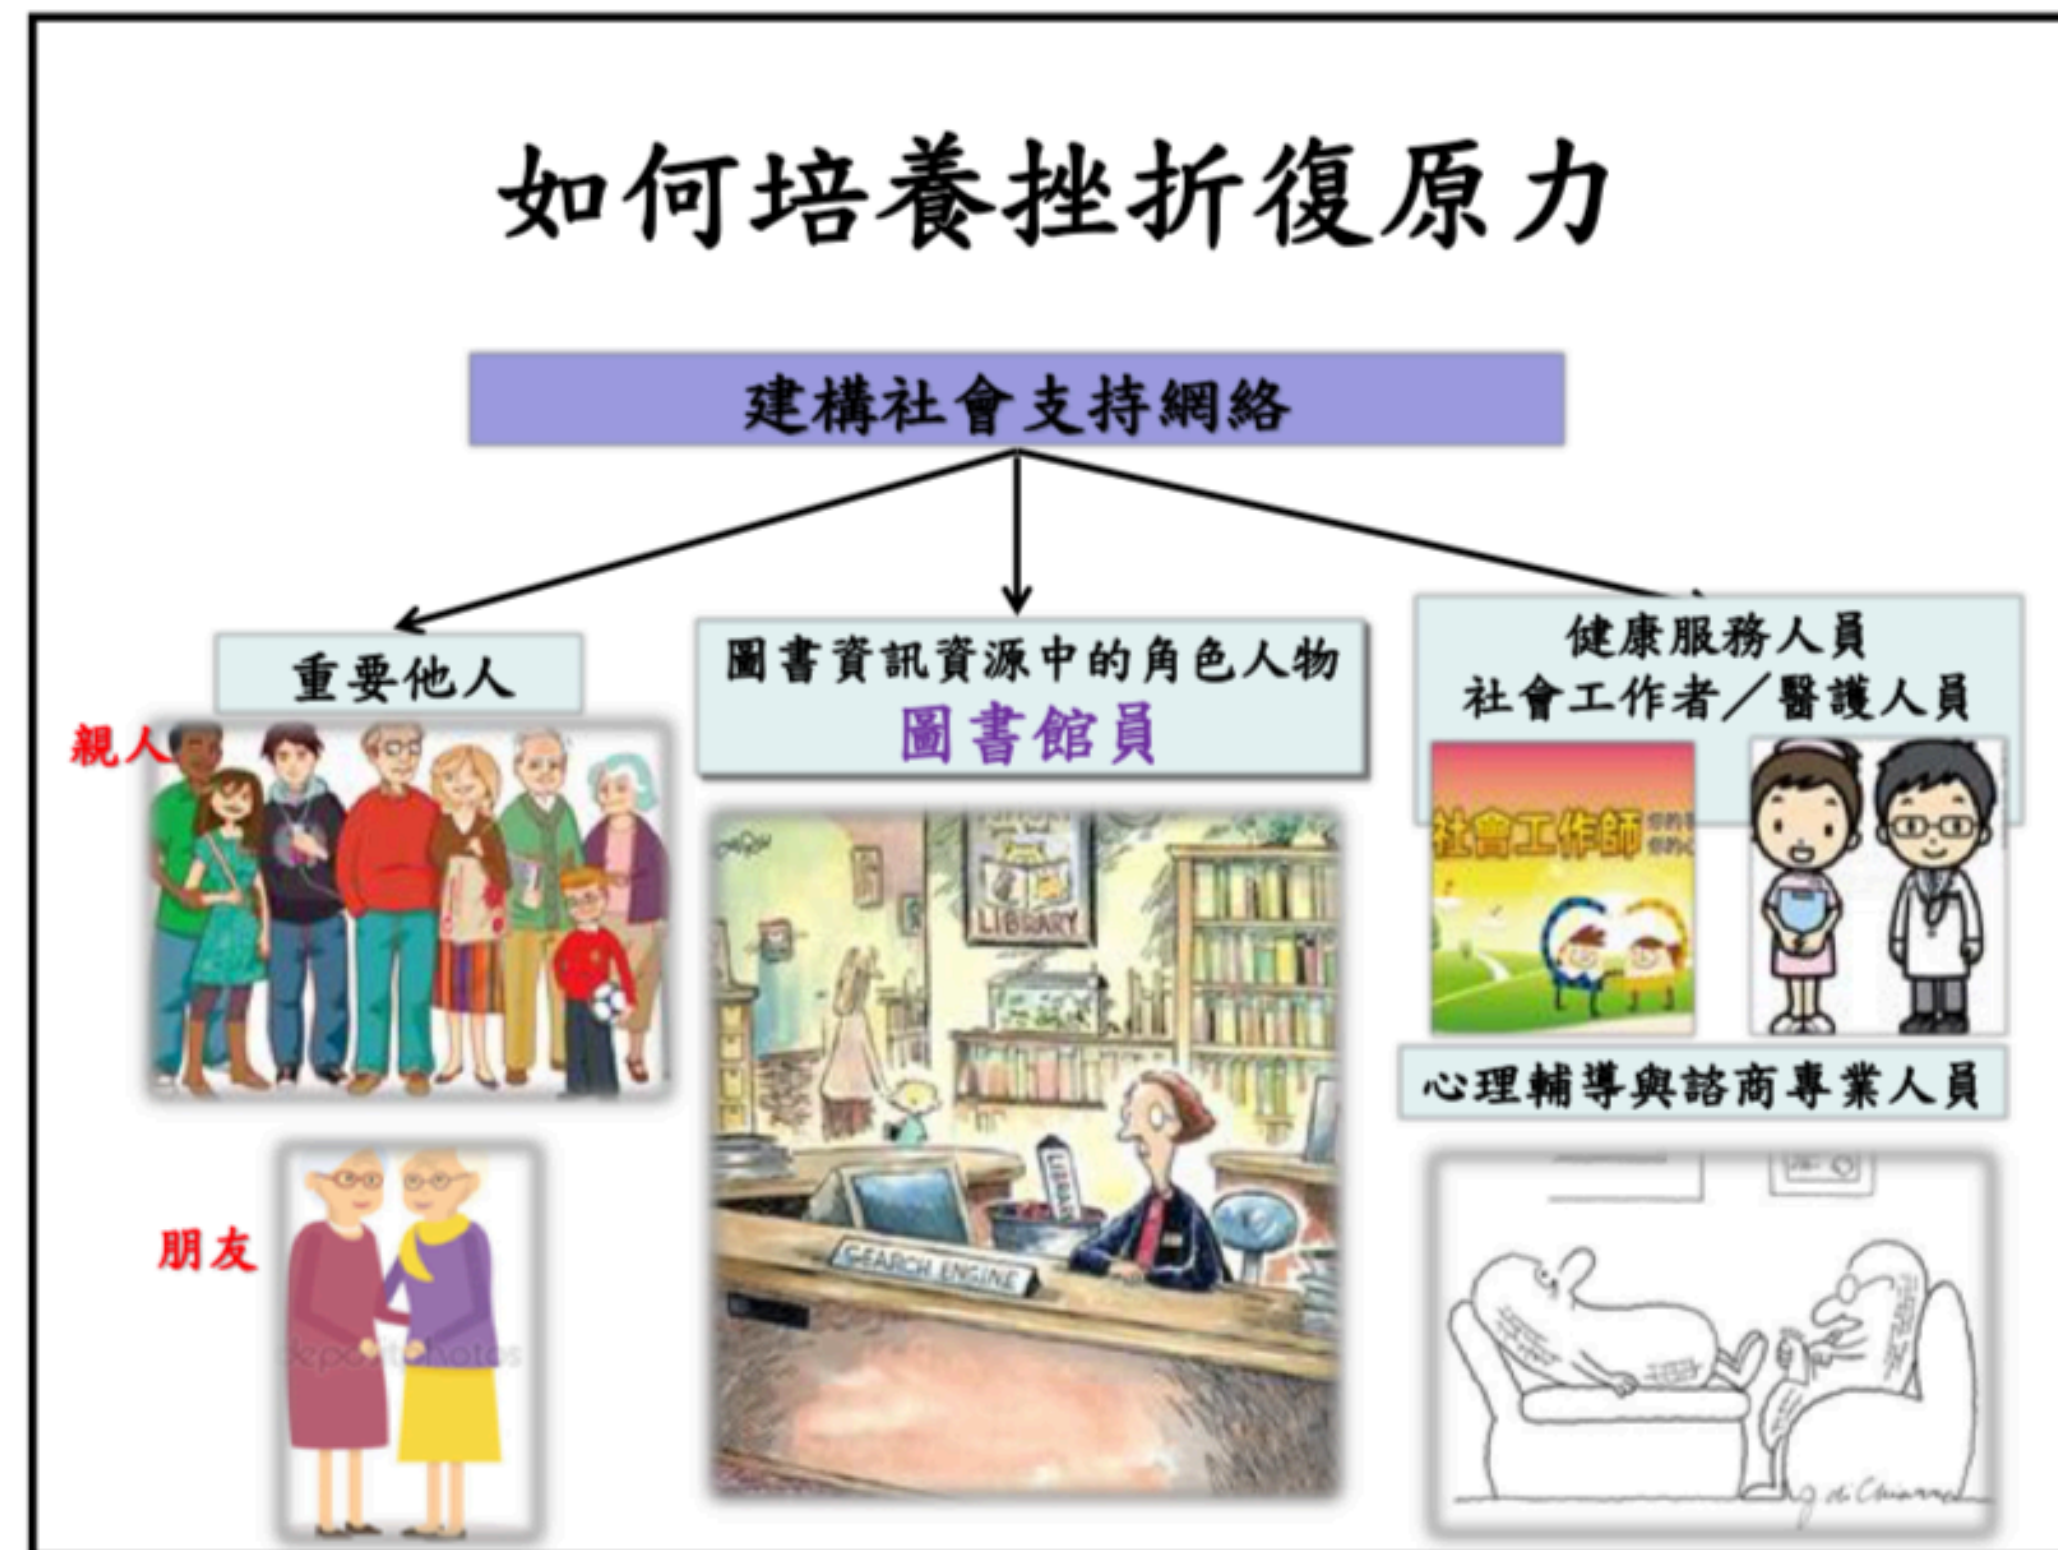 如何培養挫折復原力
建構社會支持網絡
重要他人
親人
朋友
圖書資訊資源中的角色人物
圖書館員
LIBRARY
LIBRARY
SEARCH ENGINE
健康服務人員
社會工作者／醫護人員
社會工作師
心理輔導與諮商專業人員
depositphotos